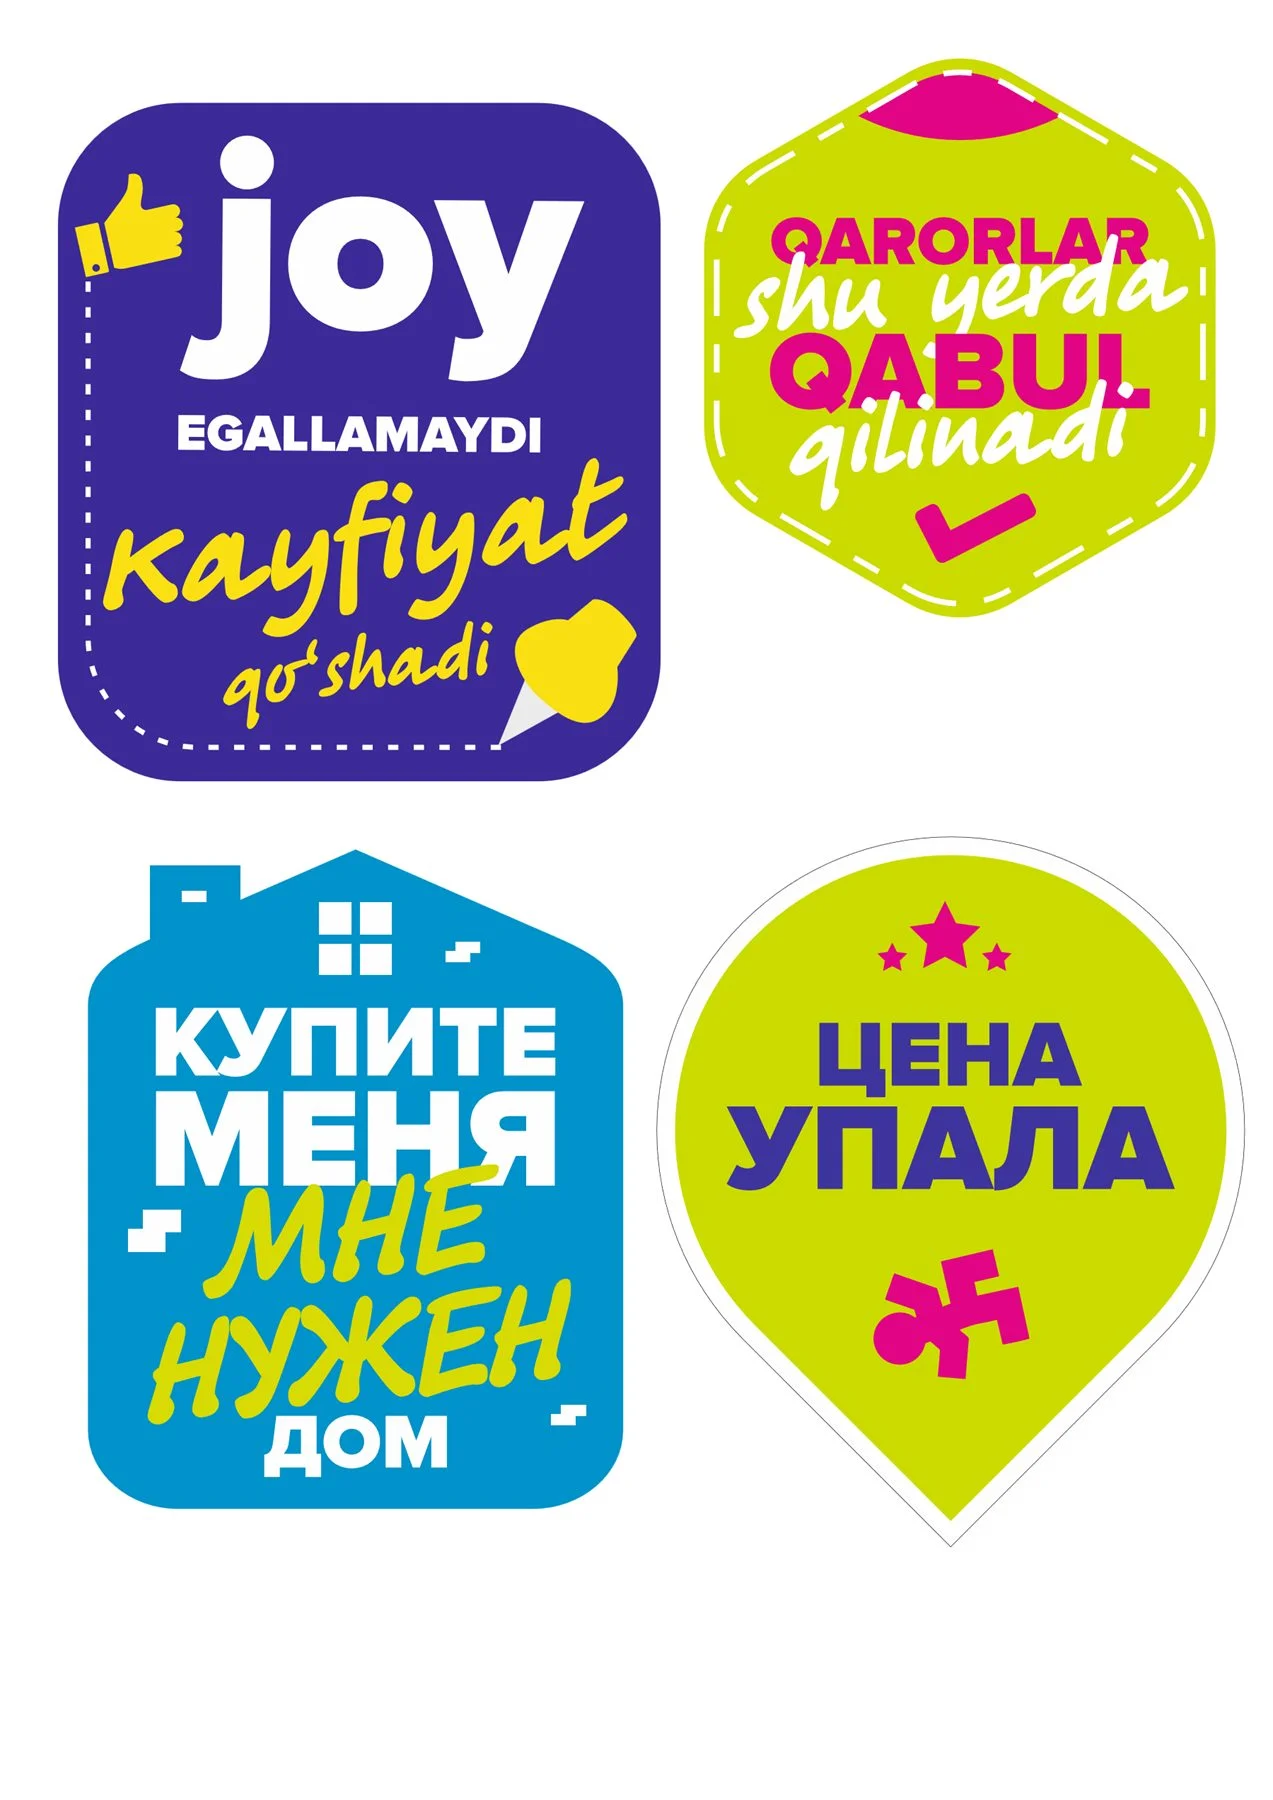 joy
EGALLAMAYDI
kayfiyat
qo‘shadi
QARORLAR
shu yerda
QABUL
qilinadi
КУПИТЕ
МЕНЯ
МНЕ
НУЖЕН
ДОМ
ЦЕНА
УПАЛА